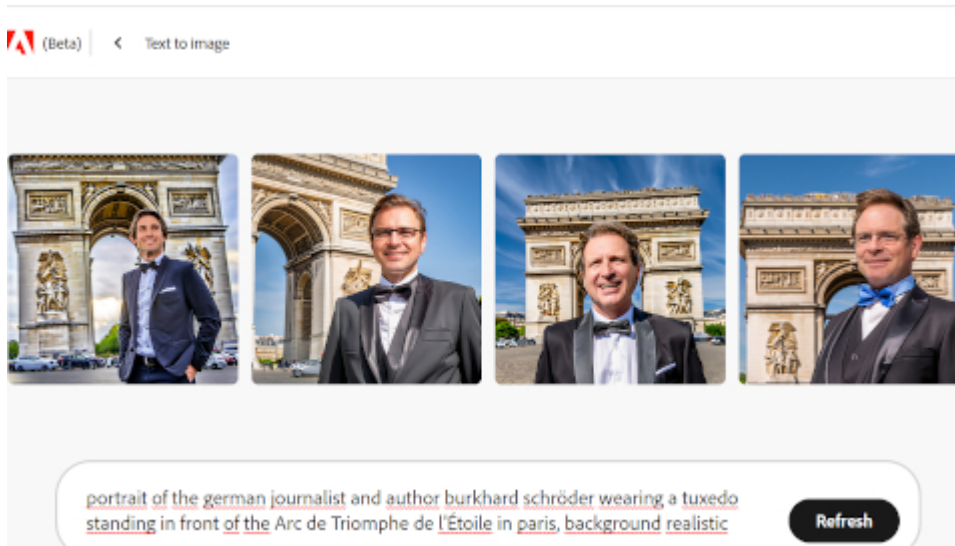 (Beta) < Text to image
portrait of the german journalist and author burkhard schröder wearing a tuxedo
standing in front of the Arc de Triomphe de l'Étoile in paris, background realistic
Refresh